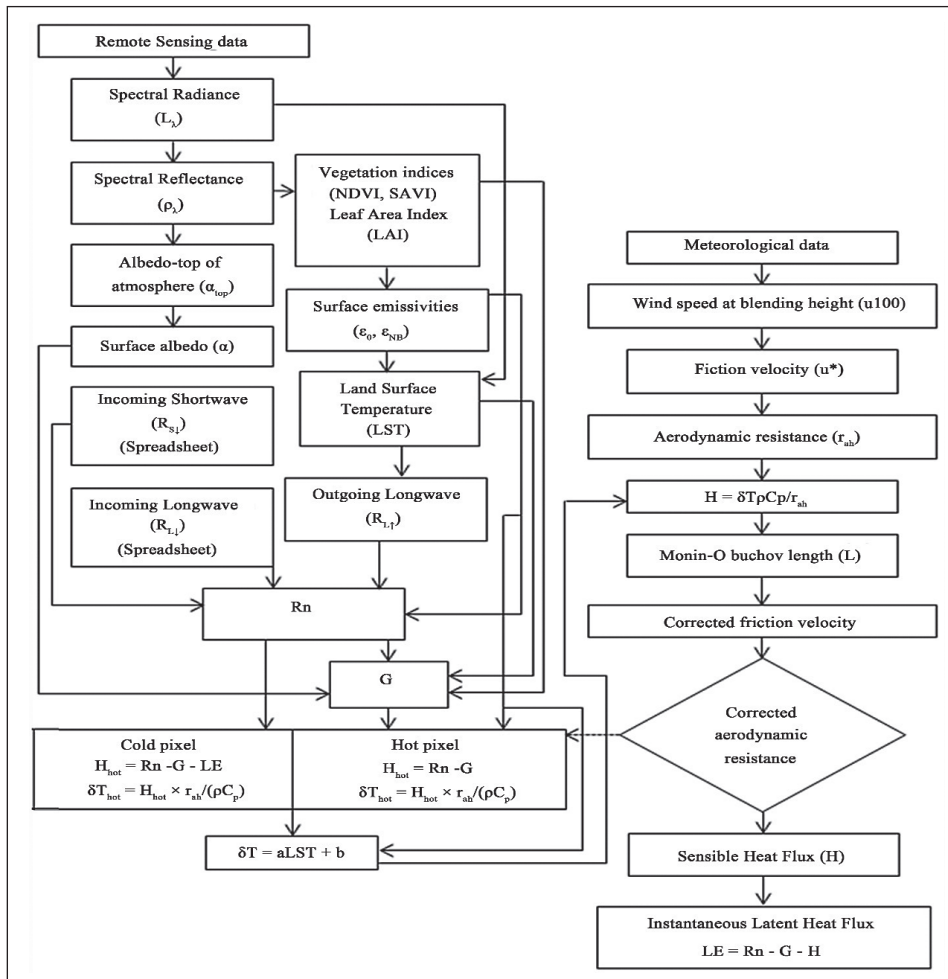 Remote Sensing data
Spectral Radiance
(Lλ)
Spectral Reflectance
(ρλ)
Albedo-top of
atmosphere (αtop)
Surface albedo (α)
Incoming Shortwave
(RS↓)
(Spreadsheet)
Incoming Longwave
(RL↓)
(Spreadsheet)
Vegetation indices
(NDVI, SAVI)
Leaf Area Index
(LAI)
Surface emissivities
(ε0, εNB)
Land Surface
Temperature
(LST)
Outgoing Longwave
(RL↑)
Rn
G
Cold pixel
Hhot = Rn -G - LE
δThot = Hhot × rah/(ρCp)
Hot pixel
Hhot = Rn -G
δThot = Hhot × rah/(ρCp)
δT = aLST + b
Meteorological data
Wind speed at blending height (u100)
Fiction velocity (u*)
Aerodynamic resistance (rah)
H = δTρCp/rah
Monin-O buchov length (L)
Corrected friction velocity
Corrected
aerodynamic
resistance
Sensible Heat Flux (H)
Instantaneous Latent Heat Flux
LE = Rn - G - H